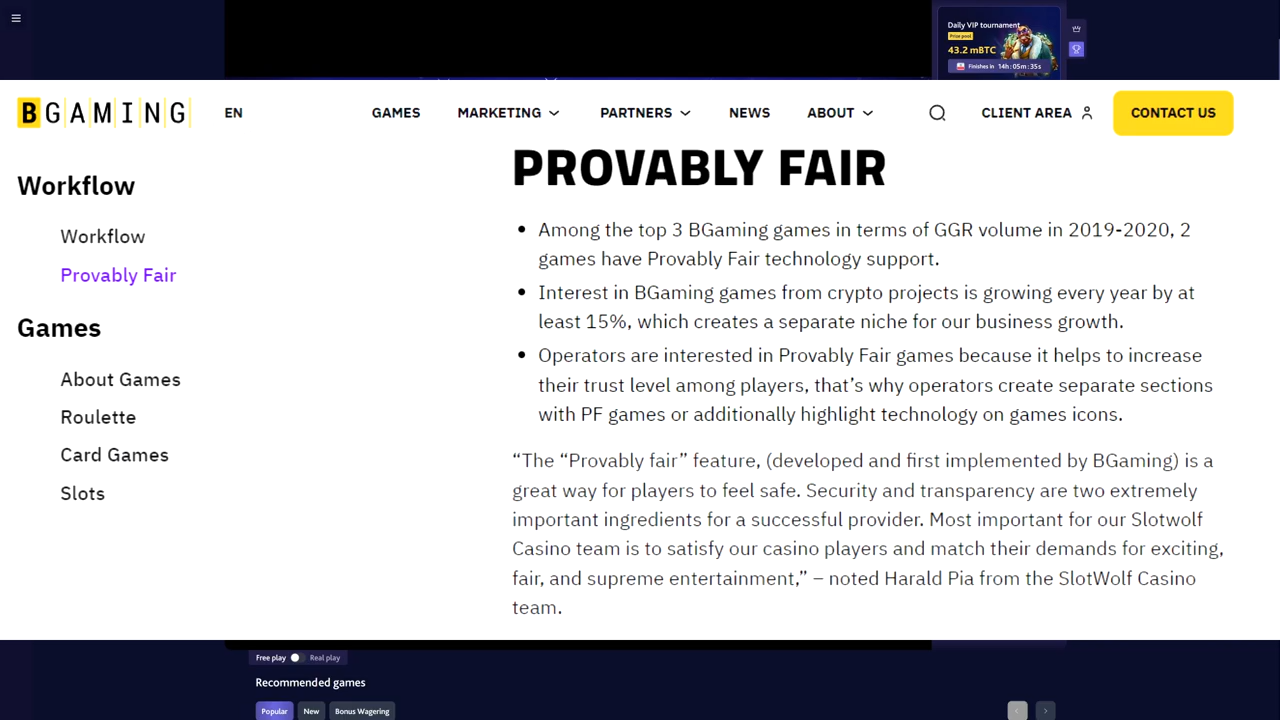 Daily VIP tournament
Prize pool
43.2 mBTC
Finishes in 14h : 05m : 35s
BGAMING
EN
GAMES
MARKETING
PARTNERS
NEWS
ABOUT
CLIENT AREA
CONTACT US
Workflow
Workflow
Provably Fair
Games
About Games
Roulette
Card Games
Slots
PROVABLY FAIR
• Among the top 3 BGaming games in terms of GGR volume in 2019-2020, 2
games have Provably Fair technology support.
• Interest in BGaming games from crypto projects is growing every year by at
least 15%, which creates a separate niche for our business growth.
• Operators are interested in Provably Fair games because it helps to increase
their trust level among players, that’s why operators create separate sections
with PF games or additionally highlight technology on games icons.
“The “Provably fair” feature, (developed and first implemented by BGaming) is a
great way for players to feel safe. Security and transparency are two extremely
important ingredients for a successful provider. Most important for our Slotwolf
Casino team is to satisfy our casino players and match their demands for exciting,
fair, and supreme entertainment,” – noted Harald Pia from the SlotWolf Casino
team.
Free play Real play
Recommended games
Popular New Bonus Wagering